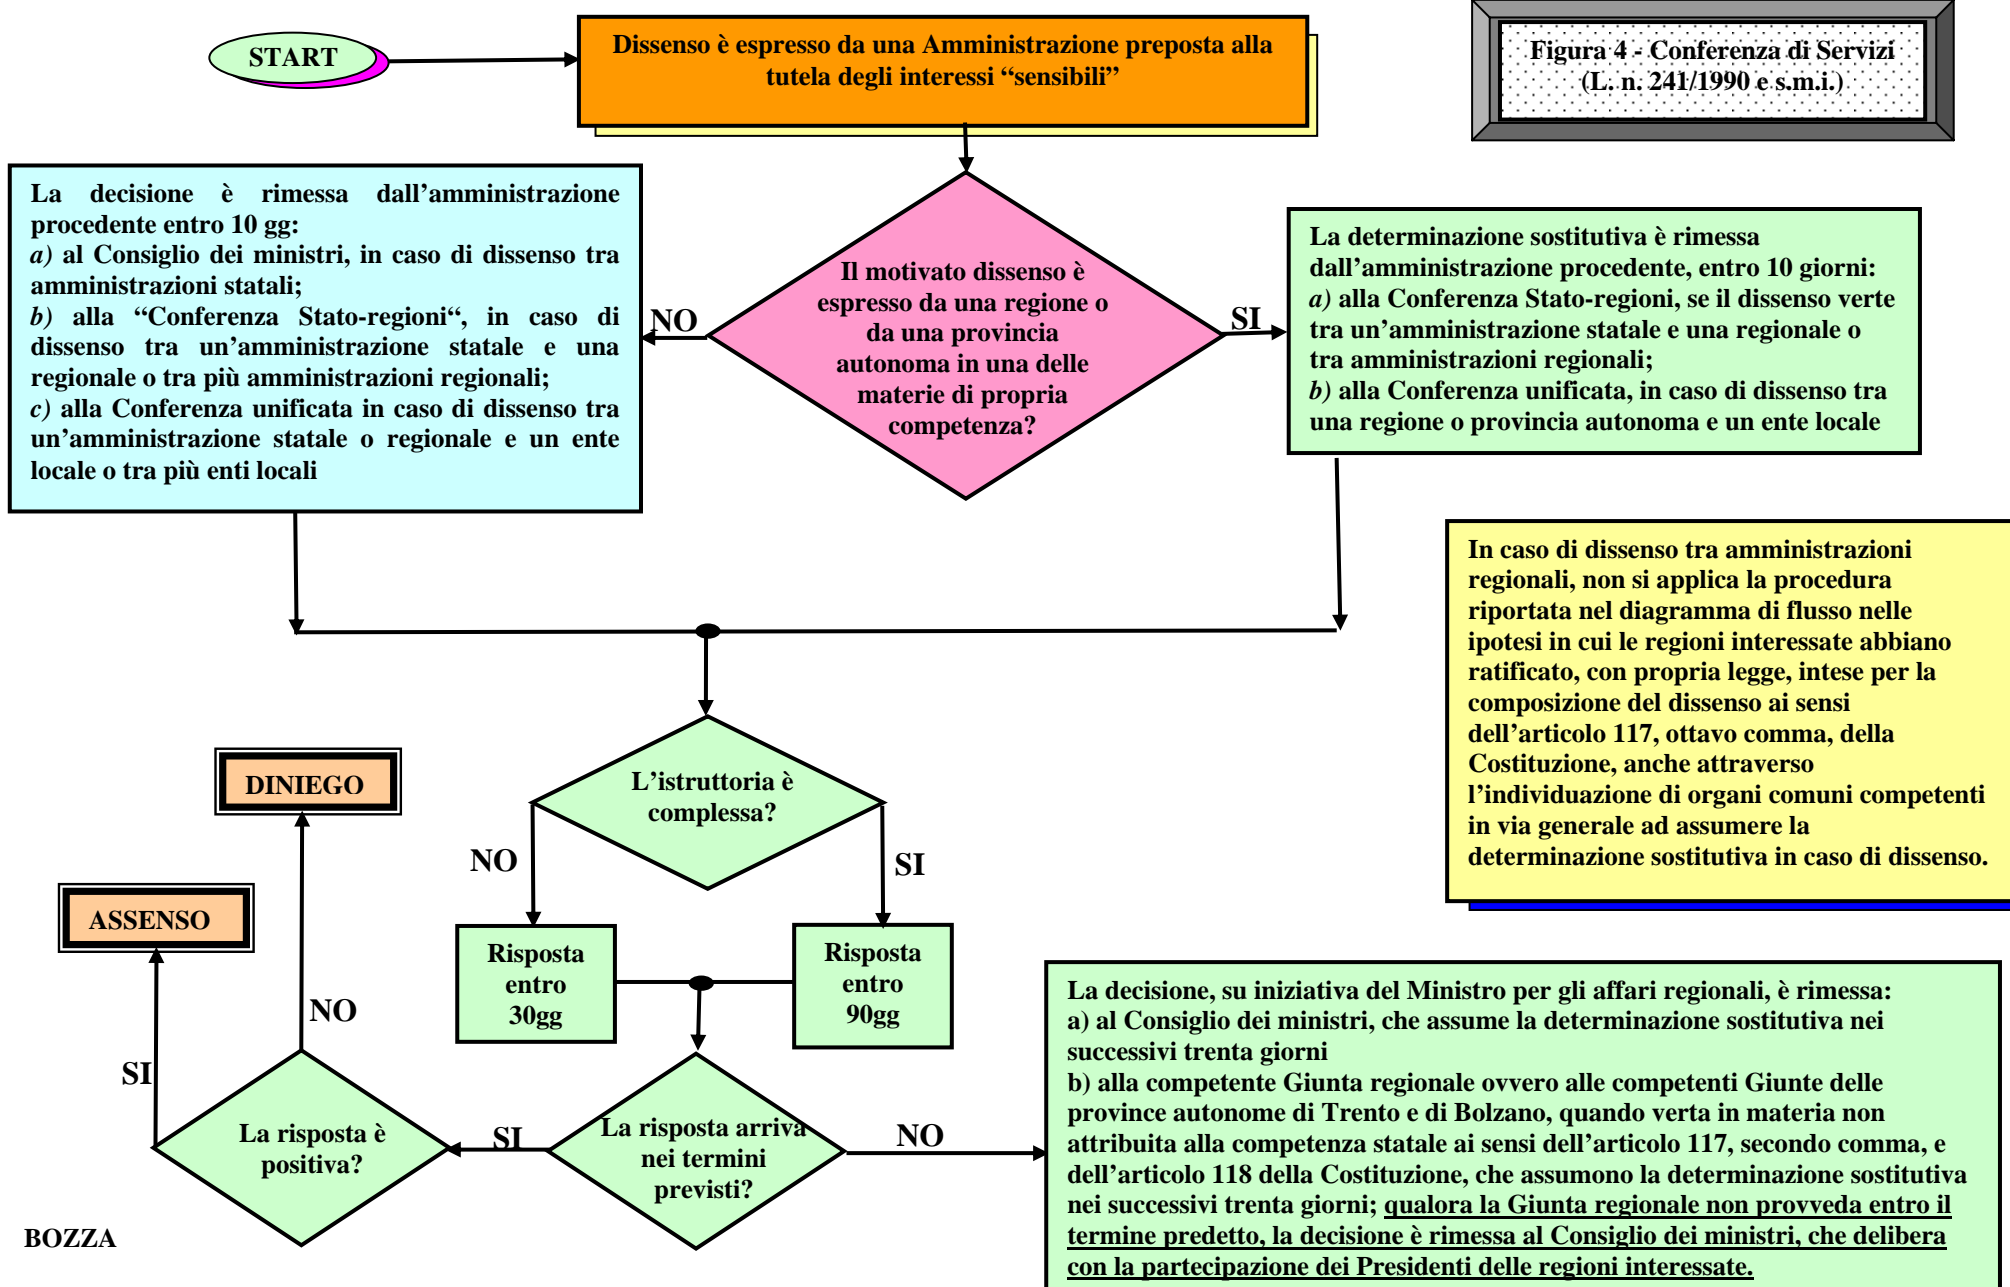 START
Dissenso è espresso da una Amministrazione preposta alla
tutela degli interessi “sensibili”
Figura 4 - Conferenza di Servizi
(L. n. 241/1990 e s.m.i.)
La decisione è rimessa dall’amministrazione
procedente entro 10 gg:
a) al Consiglio dei ministri, in caso di dissenso tra
amministrazioni statali;
b) alla “Conferenza Stato-regioni“, in caso di
dissenso tra un’amministrazione statale e una
regionale o tra più amministrazioni regionali;
c) alla Conferenza unificata in caso di dissenso tra
un’amministrazione statale o regionale e un ente
locale o tra più enti locali
NO
Il motivato dissenso è
espresso da una regione o
da una provincia
autonoma in una delle
materie di propria
competenza?
SI
La determinazione sostitutiva è rimessa
dall’amministrazione procedente, entro 10 giorni:
a) alla Conferenza Stato-regioni, se il dissenso verte
tra un’amministrazione statale e una regionale o
tra amministrazioni regionali;
b) alla Conferenza unificata, in caso di dissenso tra
una regione o provincia autonoma e un ente locale
In caso di dissenso tra amministrazioni
regionali, non si applica la procedura
riportata nel diagramma di flusso nelle
ipotesi in cui le regioni interessate abbiano
ratificato, con propria legge, intese per la
composizione del dissenso ai sensi
dell’articolo 117, ottavo comma, della
Costituzione, anche attraverso
l’individuazione di organi comuni competenti
in via generale ad assumere la
determinazione sostitutiva in caso di dissenso.
L’istruttoria è
complessa?
NO
SI
DINIEGO
ASSENSO
Risposta
entro
30gg
Risposta
entro
90gg
NO
SI
La risposta è
positiva?
SI
La risposta arriva
nei termini
previsti?
NO
La decisione, su iniziativa del Ministro per gli affari regionali, è rimessa:
a) al Consiglio dei ministri, che assume la determinazione sostitutiva nei
successivi trenta giorni
b) alla competente Giunta regionale ovvero alle competenti Giunte delle
province autonome di Trento e di Bolzano, quando verta in materia non
attribuita alla competenza statale ai sensi dell’articolo 117, secondo comma, e
dell’articolo 118 della Costituzione, che assumono la determinazione sostitutiva
nei successivi trenta giorni; qualora la Giunta regionale non provveda entro il
termine predetto, la decisione è rimessa al Consiglio dei ministri, che delibera
con la partecipazione dei Presidenti delle regioni interessate.
BOZZA